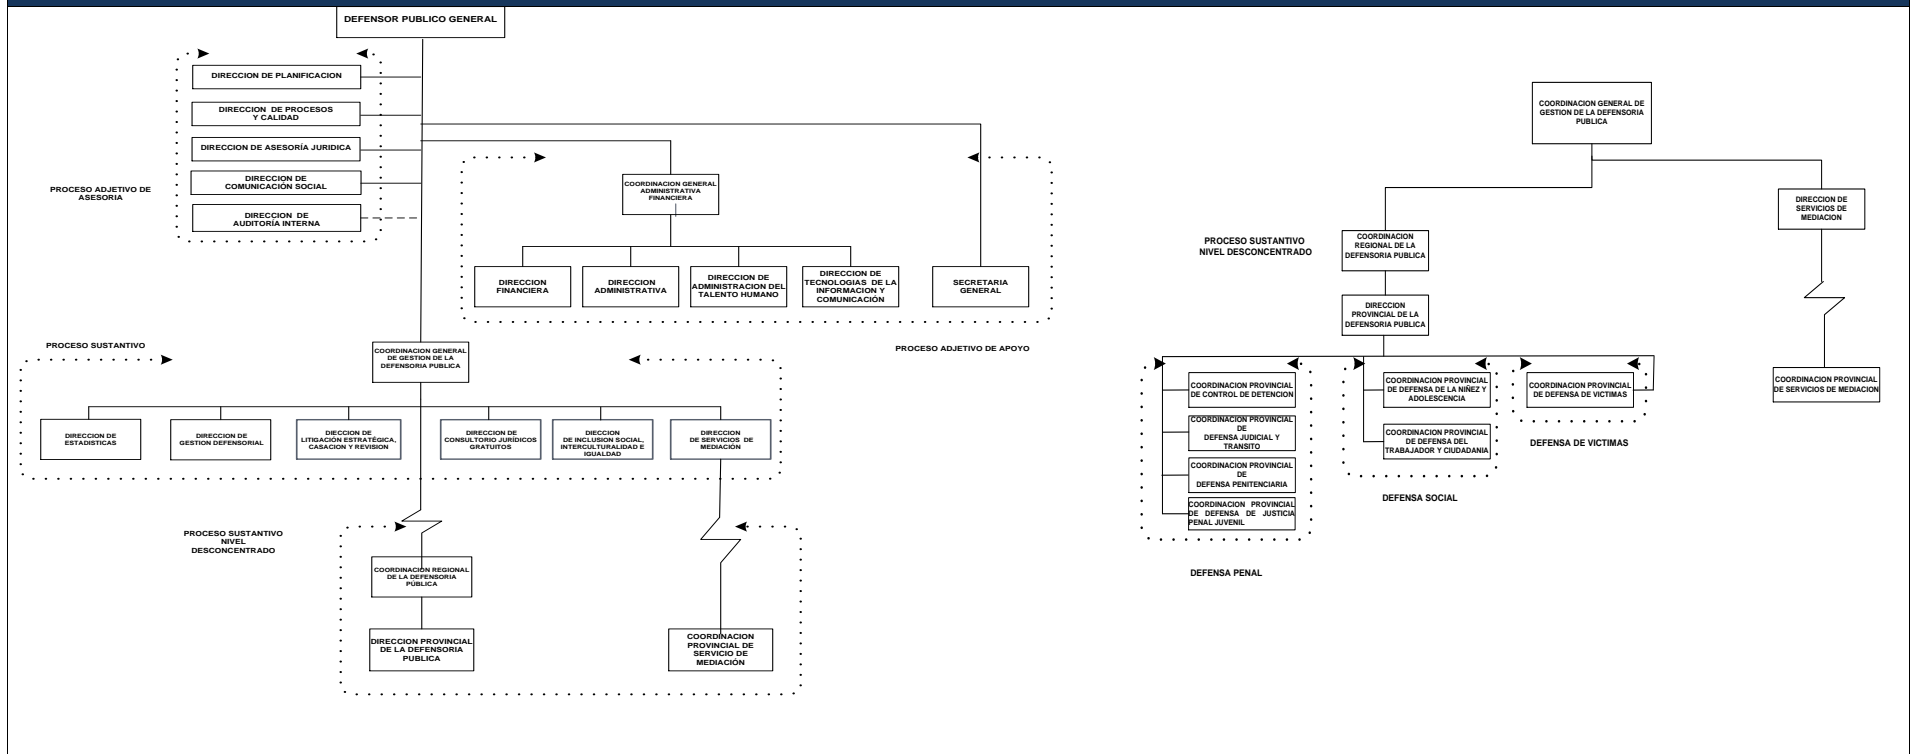 DEFENSOR PUBLICO GENERAL
DIRECCION DE PLANIFICACION
DIRECCION DE PROCESOS
Y CALIDAD
DIRECCION DE ASESORÍA JURIDICA
DIRECCION DE
COMUNICACIÓN SOCIAL
DIRECCION DE
AUDITORÍA INTERNA
PROCESO ADJETIVO DE
ASESORIA
COORDINACION GENERAL
ADMINISTRATIVA
FINANCIERA
DIRECCION
FINANCIERA
DIRECCION
ADMINISTRATIVA
DIRECCION DE
ADMINISTRACION DEL
TALENTO HUMANO
DIRECCION DE
TECNOLOGIAS DE LA
INFORMACION Y
COMUNICACIÓN
SECRETARIA
GENERAL
PROCESO ADJETIVO DE APOYO
PROCESO SUSTANTIVO
COORDINACION GENERAL
DE GESTION DE LA
DEFENSORIA PUBLICA
DIRECCION DE
ESTADISTICAS
DIRECCION DE
GESTION DEFENSORIAL
DIECCION DE
LITIGACIÓN ESTRATÉGICA,
CASACION Y REVISION
DIRECCION DE
CONSULTORIO JURÍDICOS
GRATUITOS
DIECCION
DE INCLUSION SOCIAL,
INTERCULTURALIDAD E
IGUALDAD
DIRECCION
DE SERVICIOS DE
MEDIACIÓN
PROCESO SUSTANTIVO
NIVEL
DESCONCENTRADO
COORDINACION REGIONAL
DE LA DEFENSORIA
PÚBLICA
DIRECCION PROVINCIAL
DE LA DEFENSORIA
PUBLICA
COORDINACION
PROVINCIAL DE
SERVICIO DE
MEDIACIÓN
COORDINACION GENERAL DE
GESTION DE LA DEFENSORIA
PUBLICA
DIRECCION DE
SERVICIOS DE
MEDIACION
PROCESO SUSTANTIVO
NIVEL DESCONCENTRADO
COORDINACION
REGIONAL DE LA
DEFENSORIA PUBLICA
DIRECCION
PROVINCIAL DE LA
DEFENSORIA PUBLICA
COORDINACION PROVINCIAL
DE CONTROL DE DETENCION
COORDINACION PROVINCIAL
DE
DEFENSA JUDICIAL Y
TRANSITO
COORDINACION PROVINCIAL
DE
DEFENSA PENITENCIARIA
COORDINACION PROVINCIAL
DE DEFENSA DE JUSTICIA
PENAL JUVENIL
DEFENSA PENAL
COORDINACION PROVINCIAL
DE DEFENSA DE LA NIÑEZ Y
ADOLESCENCIA
COORDINACION PROVINCIAL
DE DEFENSA DEL
TRABAJADOR Y CIUDADANIA
DEFENSA SOCIAL
COORDINACION PROVINCIAL
DE DEFENSA DE VICTIMAS
DEFENSA DE VICTIMAS
COORDINACION PROVINCIAL
DE SERVICIOS DE MEDIACION